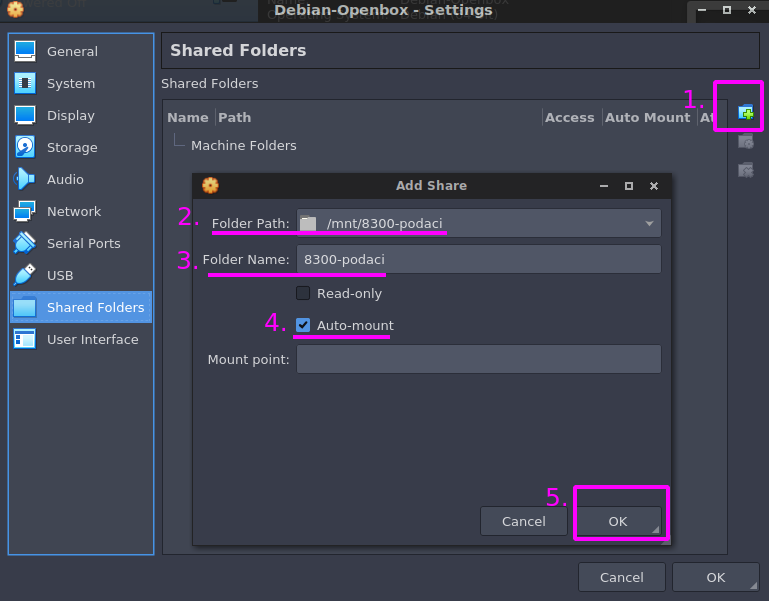 Debian-Openbox - Settings
General
System
Display
Storage
Audio
Network
Serial Ports
USB
Shared Folders
User Interface
Shared Folders
Shared Folders
1.
Name Path Access Auto Mount At
Machine Folders
Add Share
2. Folder Path: /mnt/8300-podaci
3. Folder Name: 8300-podaci
Read-only
4. Auto-mount
Mount point:
5.
Cancel OK
Cancel OK